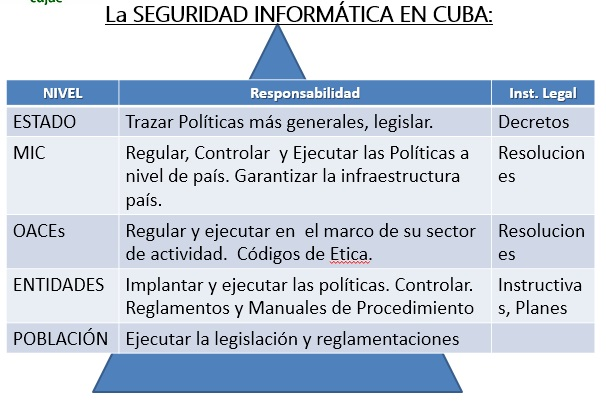 cujae
La SEGURIDAD INFORMÁTICA EN CUBA:
NIVEL Responsabilidad Inst. Legal
ESTADO Trazar Políticas más generales, legislar. Decretos
MIC Regular, Controlar y Ejecutar las Políticas a Resolucion
nivel de país. Garantizar la infraestructura es
país.
OACEs Regular y ejecutar en el marco de su sector Resolucion
de actividad. Códigos de Etica. es
ENTIDADES Implantar y ejecutar las políticas. Controlar. Instructiva
Reglamentos y Manuales de Procedimiento s, Planes
POBLACIÓN Ejecutar la legislación y reglamentaciones